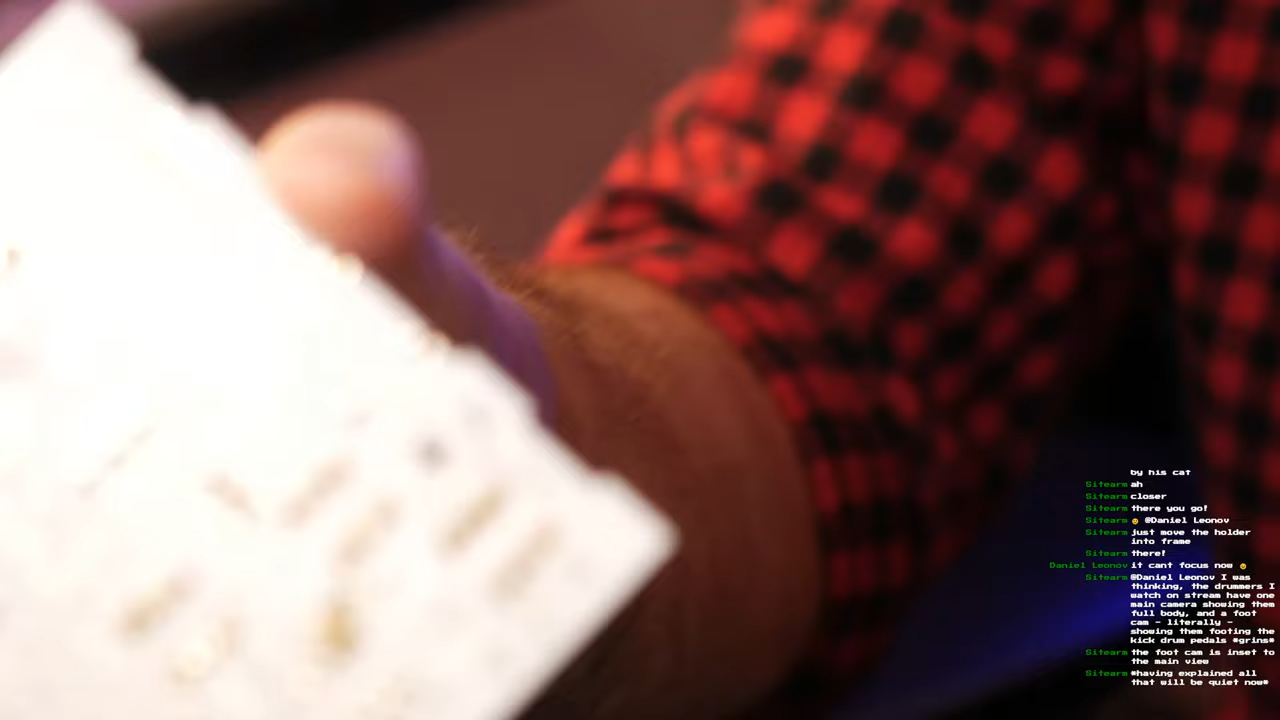 by his cat
Sitearm ah
Sitearm closer
Sitearm there you go!
Sitearm 🙂 @Daniel Leonov
Sitearm just move the holder
into frame
Sitearm there!
Daniel Leonov it cant focus now 🙂
Sitearm @Daniel Leonov I was
thinking, the drummers I
watch on stream have one
main camera showing them
full body, and a foot
cam - literally -
showing them footing the
kick drum pedals *grins*
Sitearm the foot cam is inset to
the main view
Sitearm *having explained all
that will be quiet now*